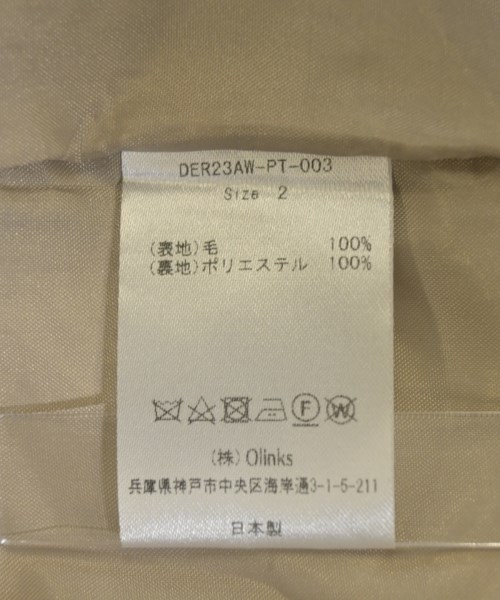 DER23AW-PT-003
Size 2
(表地)毛 100%
(裏地)ポリエステル 100%
F W
(株)Olinks
兵庫県神戸市中央区海岸通3-1-5-211
日本製